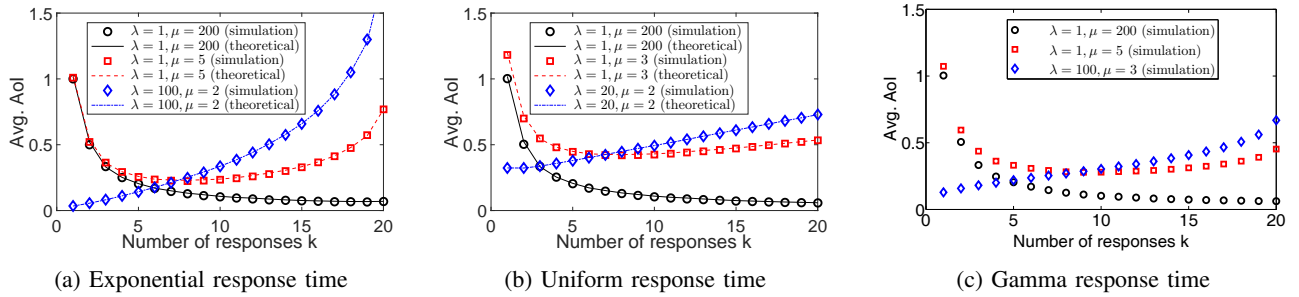 1.5
1
0.5
0
0
5
10
15
20
Avg. AoI
Number of responses k
λ = 1, μ = 200 (simulation)
λ = 1, μ = 200 (theoretical)
λ = 1, μ = 5 (simulation)
λ = 1, μ = 5 (theoretical)
λ = 100, μ = 2 (simulation)
λ = 100, μ = 2 (theoretical)
(a) Exponential response time
1.5
1
0.5
0
0
5
10
15
20
Avg. AoI
Number of responses k
λ = 1, μ = 200 (simulation)
λ = 1, μ = 200 (theoretical)
λ = 1, μ = 3 (simulation)
λ = 1, μ = 3 (theoretical)
λ = 20, μ = 2 (simulation)
λ = 20, μ = 2 (theoretical)
(b) Uniform response time
1.5
1
0.5
0
0
5
10
15
20
Avg. AoI
Number of responses k
λ = 1, μ = 200 (simulation)
λ = 1, μ = 5 (simulation)
λ = 100, μ = 3 (simulation)
(c) Gamma response time